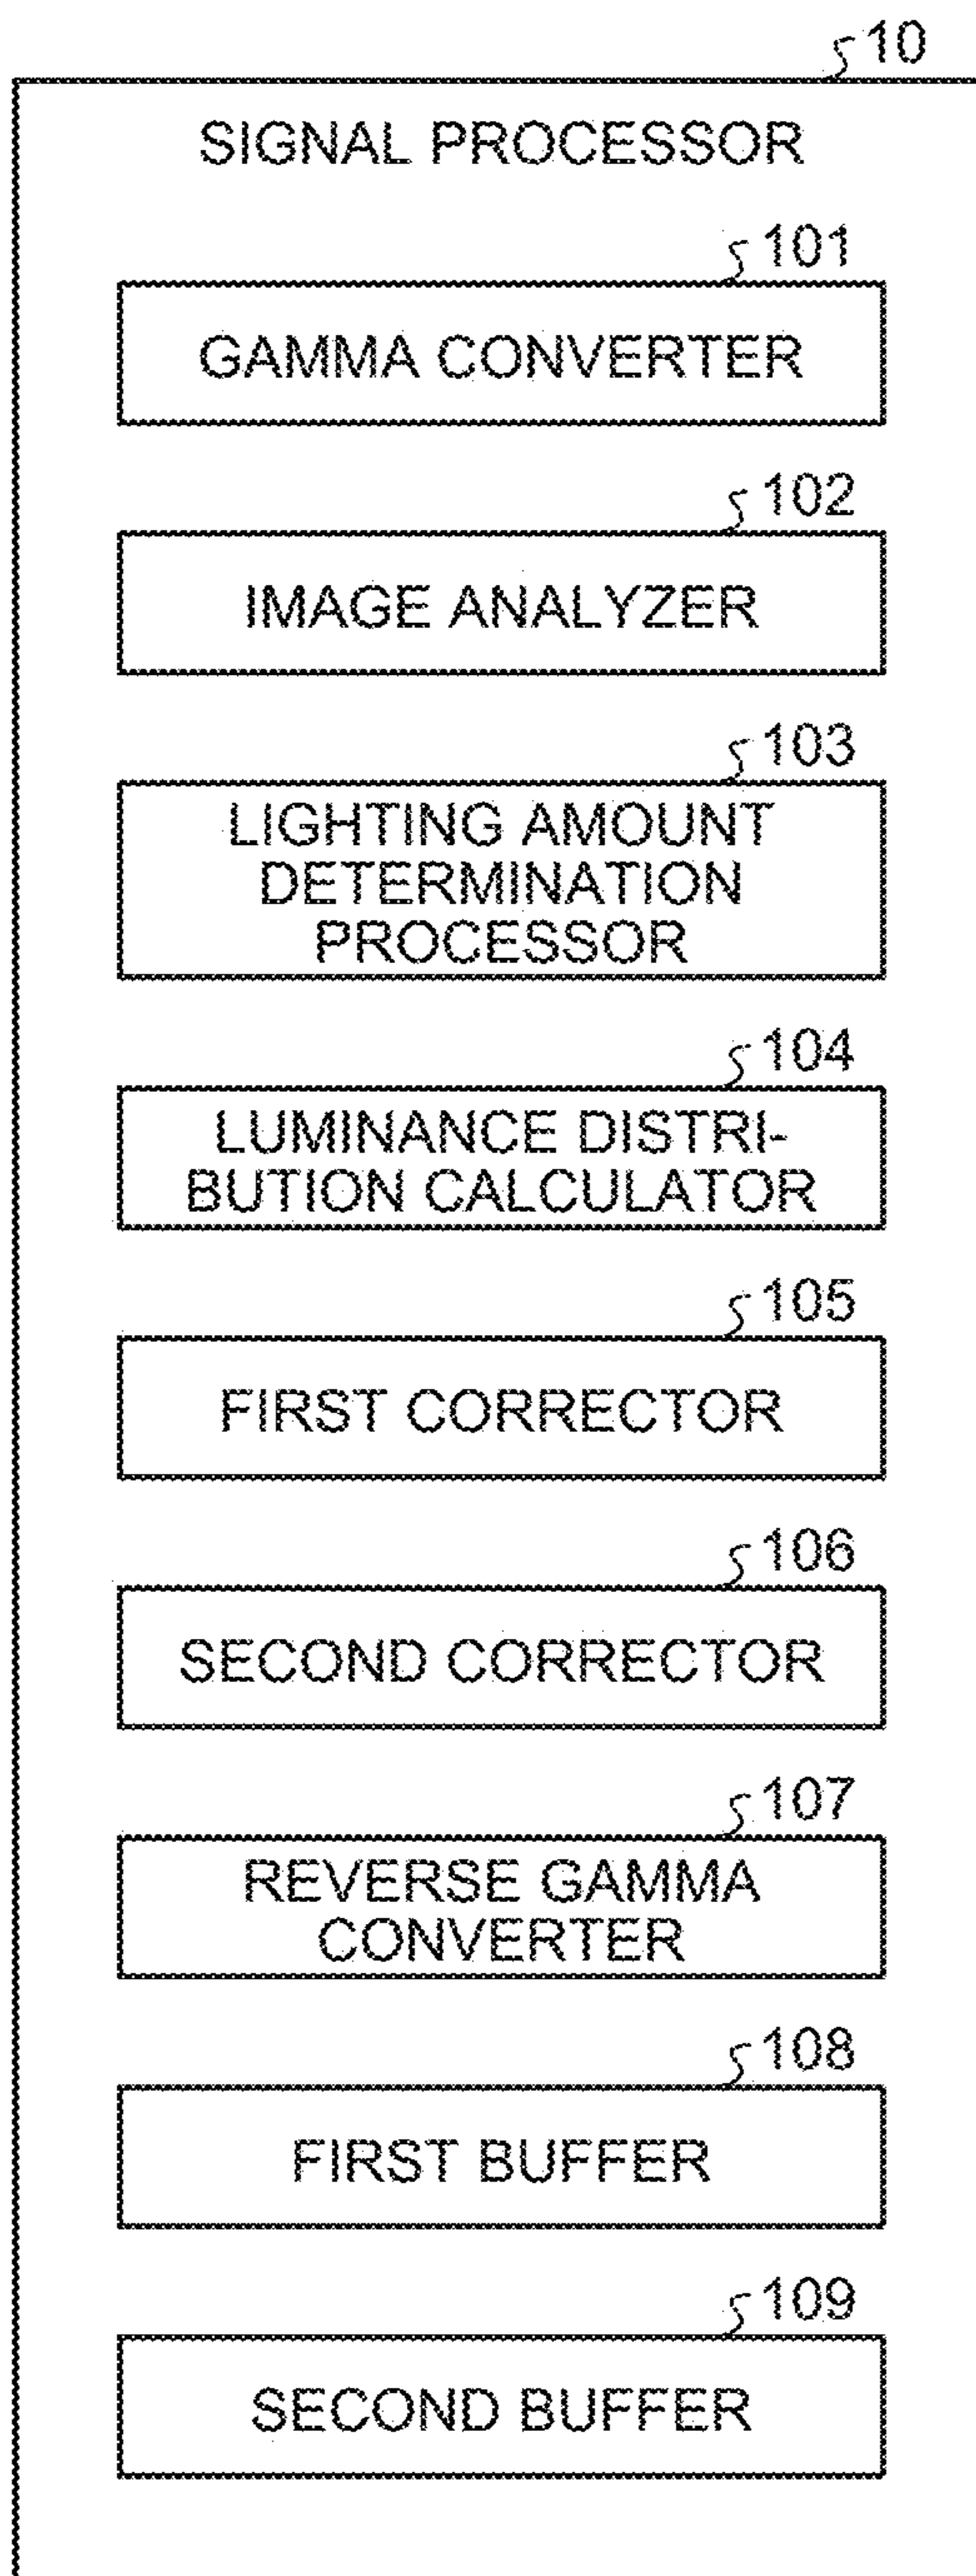 10
SIGNAL PROCESSOR
101
GAMMA CONVERTER
102
IMAGE ANALYZER
103
LIGHTING AMOUNT
DETERMINATION
PROCESSOR
104
LUMINANCE DISTRI-
BUTION CALCULATOR
105
FIRST CORRECTOR
106
SECOND CORRECTOR
107
REVERSE GAMMA
CONVERTER
108
FIRST BUFFER
109
SECOND BUFFER